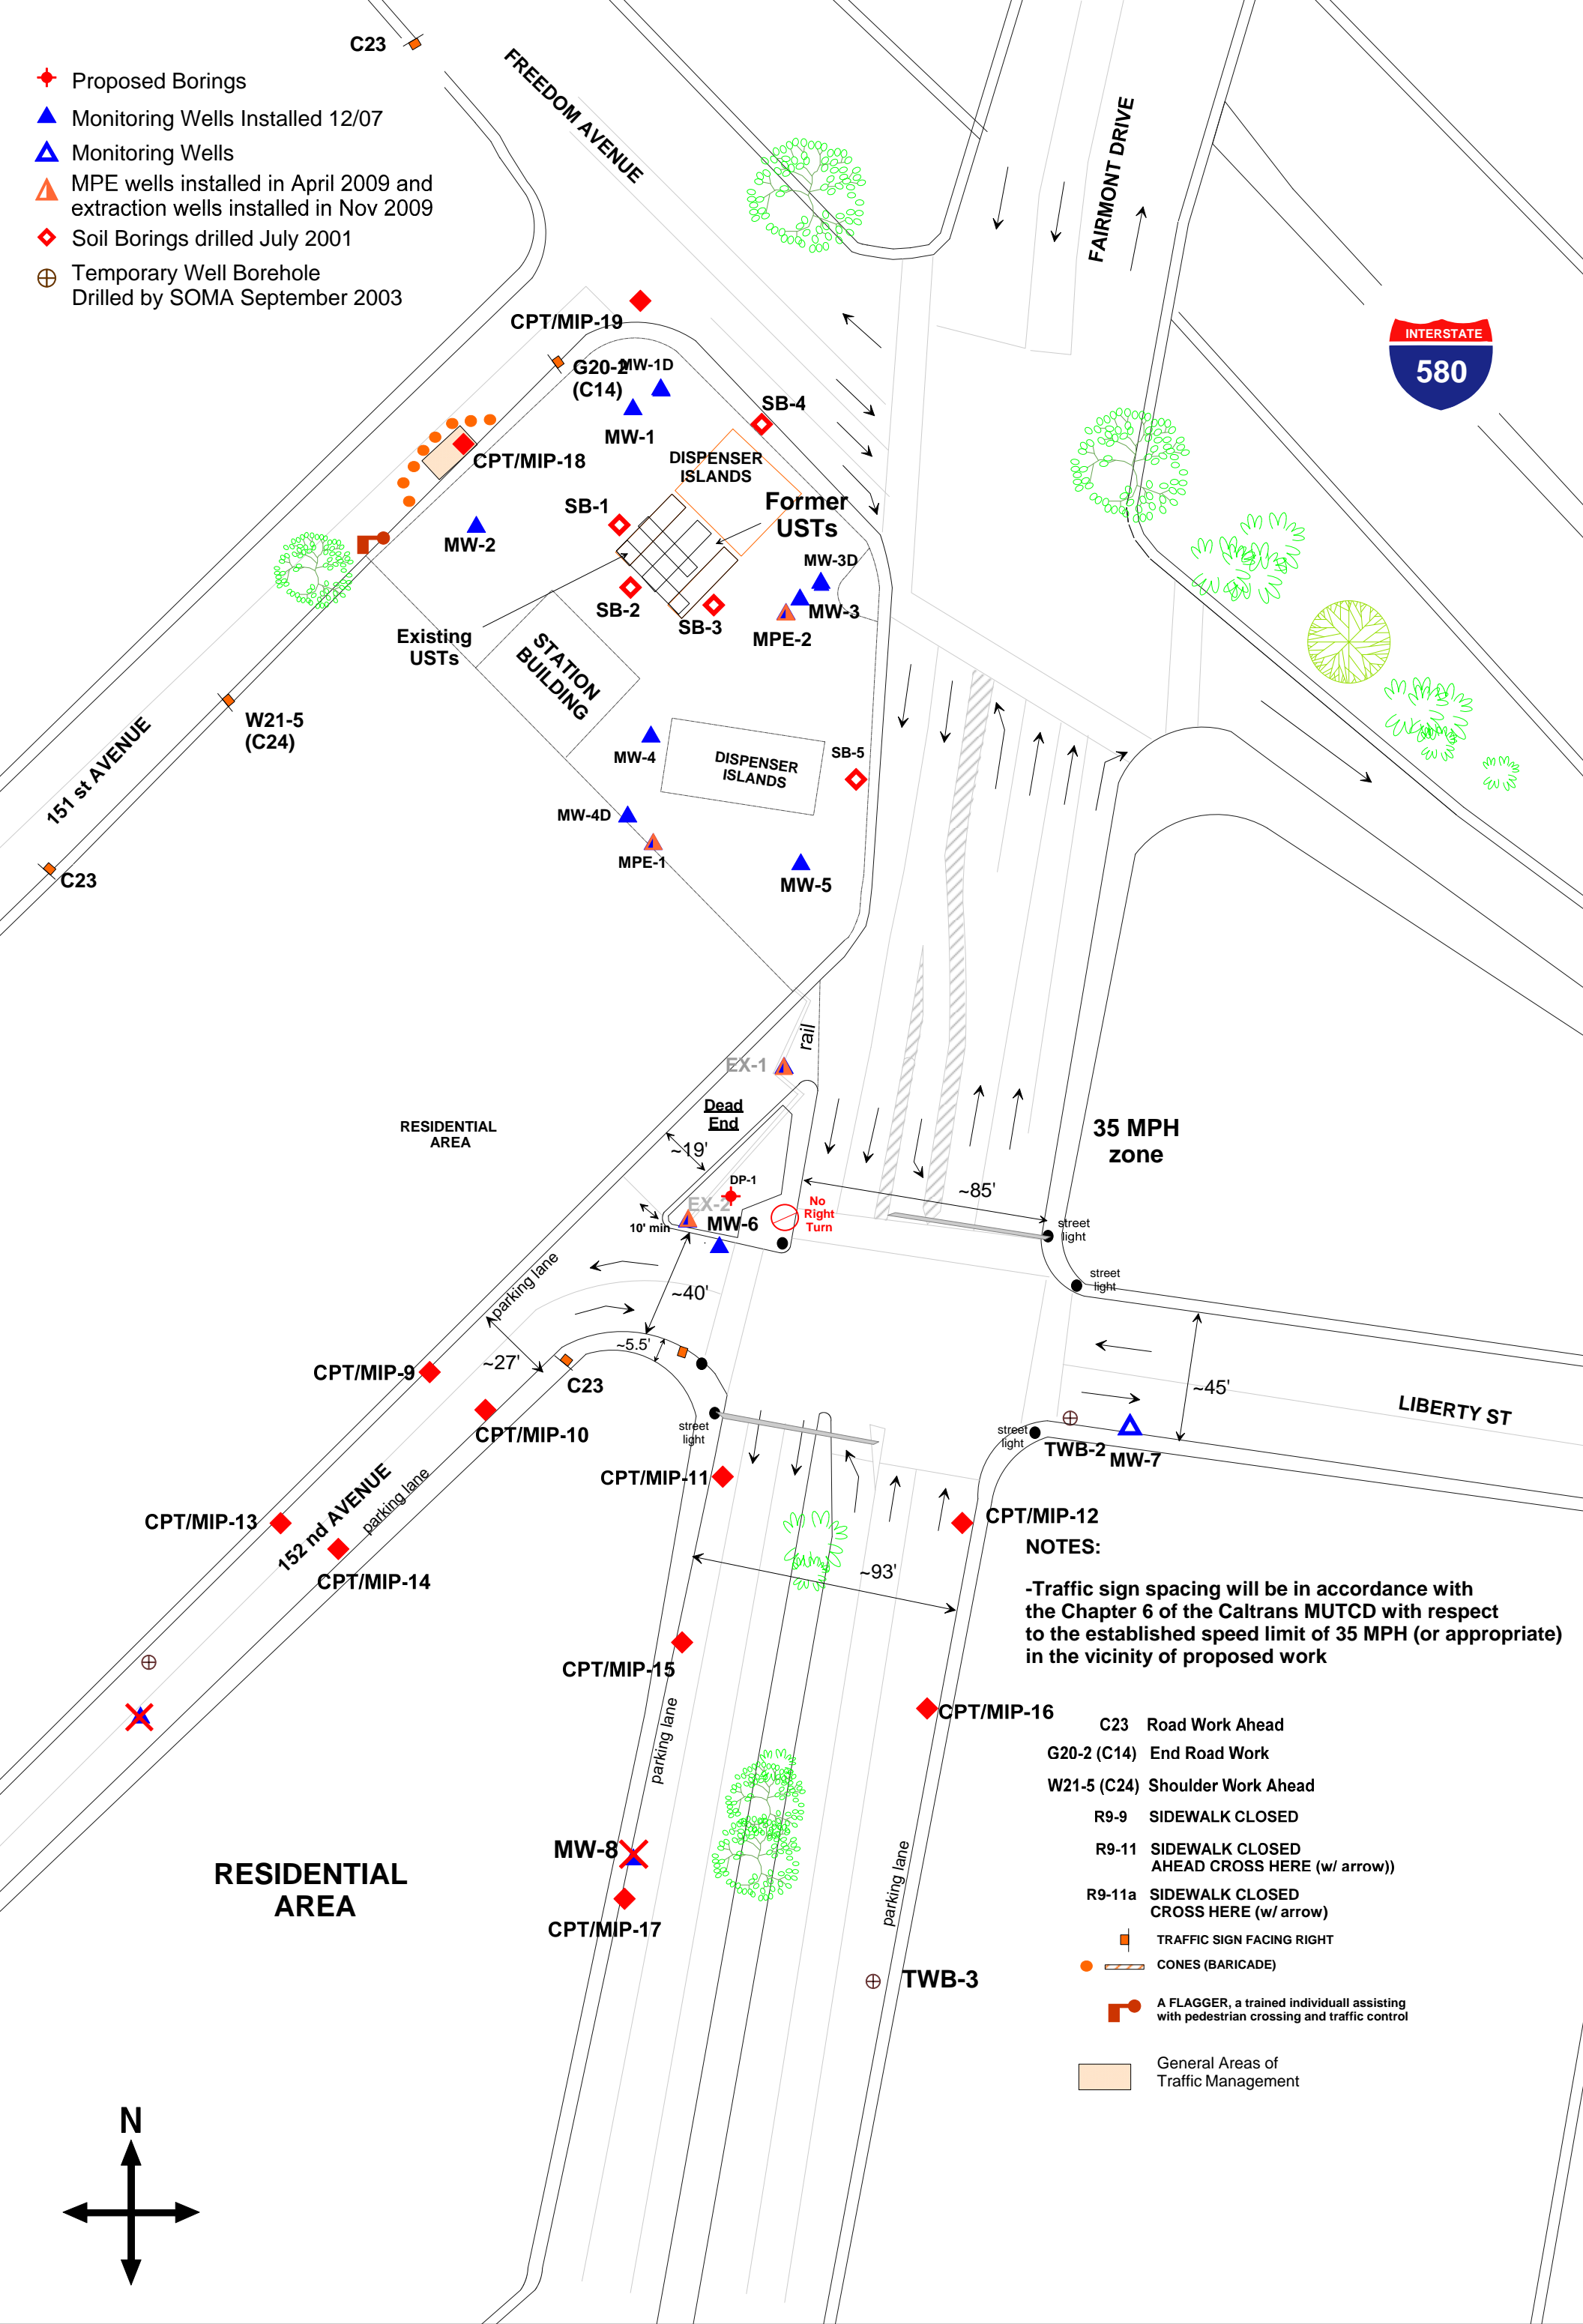 C23
Proposed Borings
Monitoring Wells Installed 12/07
Monitoring Wells
MPE wells installed in April 2009 and
extraction wells installed in Nov 2009
Soil Borings drilled July 2001
Temporary Well Borehole
Drilled by SOMA September 2003
FREEDOM AVENUE
FAIRMONT DRIVE
INTERSTATE
580
CPT/MIP-19
G20-2
(C14)
MW-1D
MW-1
SB-4
CPT/MIP-18
DISPENSER
ISLANDS
Former
USTs
SB-1
MW-2
MW-3D
MW-3
SB-2
SB-3
MPE-2
Existing
USTs
STATION
BUILDING
W21-5
(C24)
151 st AVENUE
C23
MW-4
DISPENSER
ISLANDS
SB-5
MW-4D
MPE-1
MW-5
rail
EX-1
Dead
End
RESIDENTIAL
AREA
35 MPH
zone
~19'
DP-1
EX-2
MW-6
10' min
No
Right
Turn
~85'
street
light
street
light
parking lane
~40'
~5.5'
~27'
C23
CPT/MIP-9
CPT/MIP-10
~45'
LIBERTY ST
street
light
street
light
TWB-2
MW-7
CPT/MIP-11
CPT/MIP-12
CPT/MIP-13
152 nd AVENUE
parking lane
CPT/MIP-14
~93'
NOTES:
-Traffic sign spacing will be in accordance with
the Chapter 6 of the Caltrans MUTCD with respect
to the established speed limit of 35 MPH (or appropriate)
in the vicinity of proposed work
CPT/MIP-15
CPT/MIP-16
parking lane
C23 Road Work Ahead
G20-2 (C14) End Road Work
W21-5 (C24) Shoulder Work Ahead
R9-9 SIDEWALK CLOSED
R9-11 SIDEWALK CLOSED
AHEAD CROSS HERE (w/ arrow))
R9-11a SIDEWALK CLOSED
CROSS HERE (w/ arrow)
TRAFFIC SIGN FACING RIGHT
CONES (BARICADE)
A FLAGGER, a trained individuall assisting
with pedestrian crossing and traffic control
General Areas of
Traffic Management
MW-8
RESIDENTIAL
AREA
CPT/MIP-17
parking lane
TWB-3
N